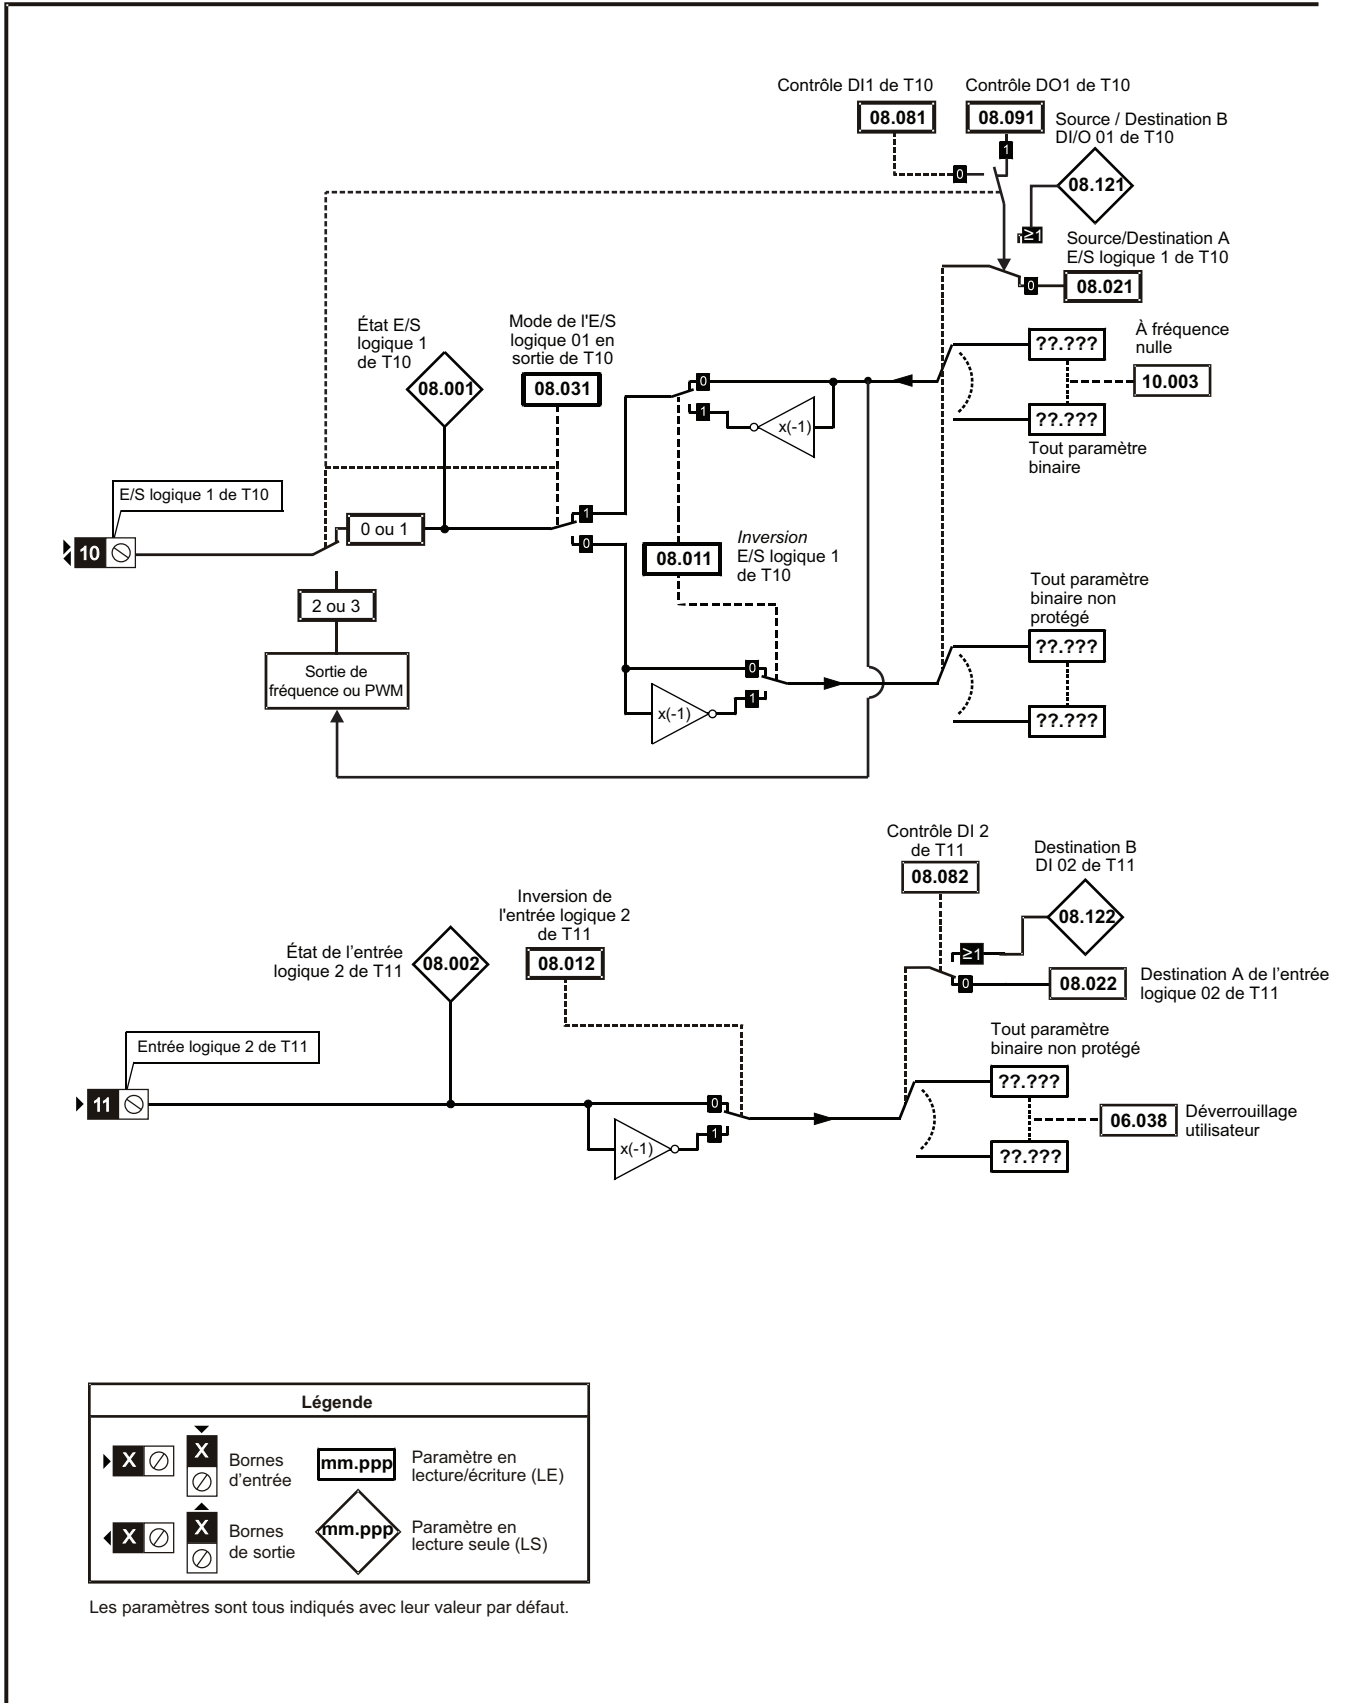 Contrôle DI1 de T10
Contrôle DO1 de T10
08.081
08.091
Source / Destination B
DI/O 01 de T10
1
0
08.121
≥1
Source/Destination A
E/S logique 1 de T10
0
08.021
État E/S
logique 1
de T10
08.001
Mode de l'E/S
logique 01 en
sortie de T10
08.031
0
1
x(-1)
??.???
À fréquence
nulle
10.003
??.???
Tout paramètre
binaire
E/S logique 1 de T10
10
0 ou 1
1
0
08.011
Inversion
E/S logique 1
de T10
2 ou 3
Sortie de
fréquence ou PWM
0
1
x(-1)
Tout paramètre
binaire non
protégé
??.???
??.???
Contrôle DI 2
de T11
08.082
Destination B
DI 02 de T11
08.122
≥1
0
08.022
Destination A de l’entrée
logique 02 de T11
État de l’entrée
logique 2 de T11
08.002
Inversion de
l'entrée logique 2
de T11
08.012
Entrée logique 2 de T11
11
0
1
x(-1)
Tout paramètre
binaire non protégé
??.???
06.038
Déverrouillage
utilisateur
??.???
Légende
X
X
Bornes
d’entrée
mm.ppp
Paramètre en
lecture/écriture (LE)
X
X
Bornes
de sortie
mm.ppp
Paramètre en
lecture seule (LS)
Les paramètres sont tous indiqués avec leur valeur par défaut.